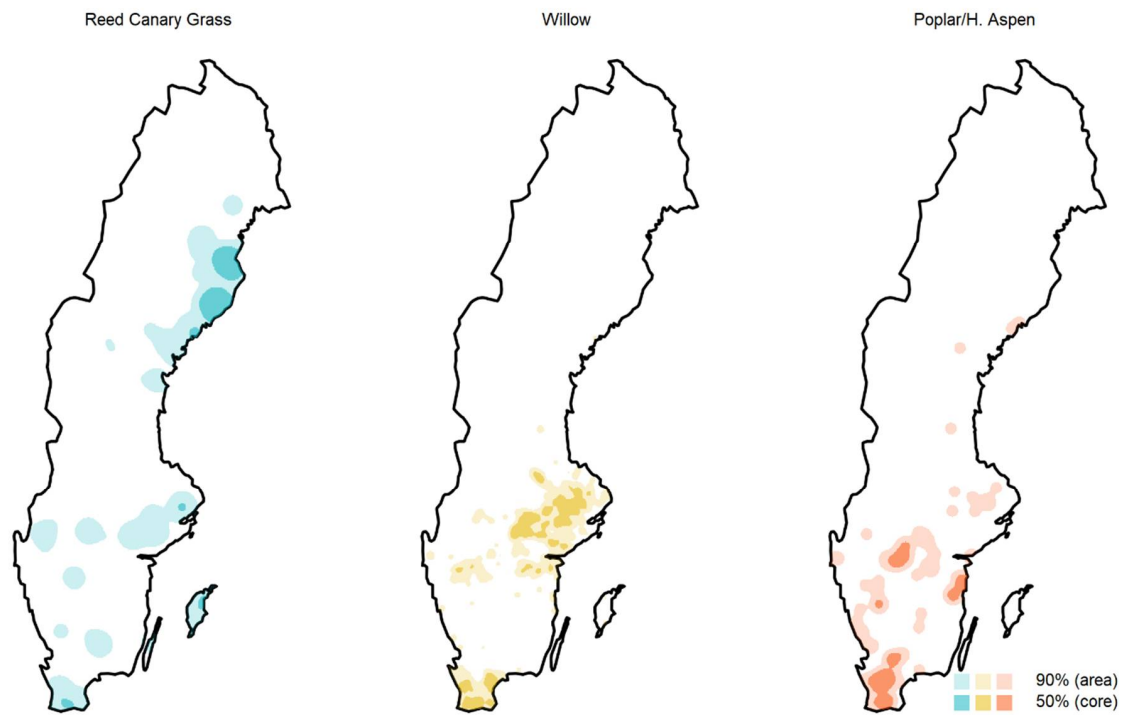 Reed Canary Grass
Willow
Poplar/H. Aspen
90% (area)
50% (core)